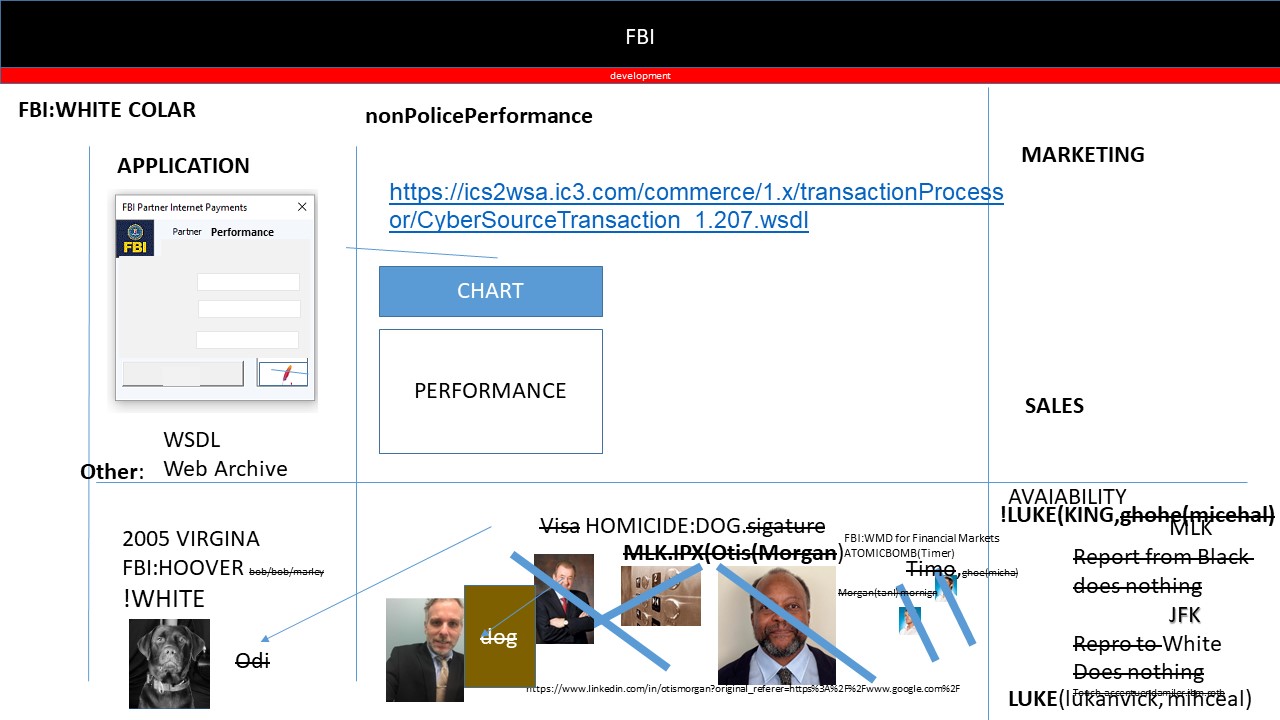 FBI
development
FBI:WHITE COLAR
nonPolicePerformance
MARKETING
APPLICATION
https://ics2wsa.ic3.com/commerce/1.x/transactionProcess
or/CyberSourceTransaction_1.207.wsdl
FBI Partner Internet Payments
Partner Performance
FBI
CHART
PERFORMANCE
SALES
WSDL
Other: Web Archive
AVAIABILITY
!LUKE(KING,ghohe(micehal)
MLK
Report from Black
does nothing
JFK
Repro to White
Does nothing
LUKE(lukanvick, minceal)
2005 VIRGINA
FBI:HOOVER bob/bob/marley
!WHITE
Odi
Visa HOMICIDE:DOG.sigature
MLK.IPX(Otis(Morgan)
FBI:WMD for Financial Markets
ATOMICBOMB(Timer)
Timo,ghoe(micha)
Morgan(tanl) mornign
dog
https://www.linkedin.com/in/otismorgan?original_referer=https%3A%2F%2Fwww.google.com%2F